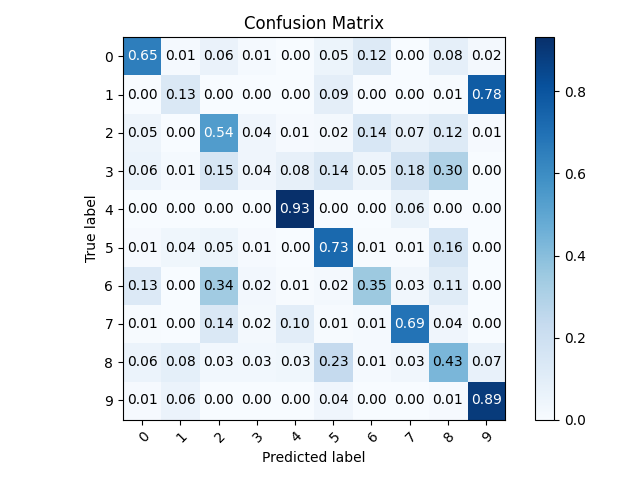 Confusion Matrix
0 0.65 0.01 0.06 0.01 0.00 0.05 0.12 0.00 0.08 0.02
1 0.00 0.13 0.00 0.00 0.00 0.09 0.00 0.00 0.01 0.78
2 0.05 0.00 0.54 0.04 0.01 0.02 0.14 0.07 0.12 0.01
3 0.06 0.01 0.15 0.04 0.08 0.14 0.05 0.18 0.30 0.00
4 0.00 0.00 0.00 0.00 0.93 0.00 0.00 0.06 0.00 0.00
5 0.01 0.04 0.05 0.01 0.00 0.73 0.01 0.01 0.16 0.00
6 0.13 0.00 0.34 0.02 0.01 0.02 0.35 0.03 0.11 0.00
7 0.01 0.00 0.14 0.02 0.10 0.01 0.01 0.69 0.04 0.00
8 0.06 0.08 0.03 0.03 0.03 0.23 0.01 0.03 0.43 0.07
9 0.01 0.06 0.00 0.00 0.00 0.04 0.00 0.00 0.01 0.89
0 1 2 3 4 5 6 7 8 9
Predicted label
True label
0.8
0.6
0.4
0.2
0.0